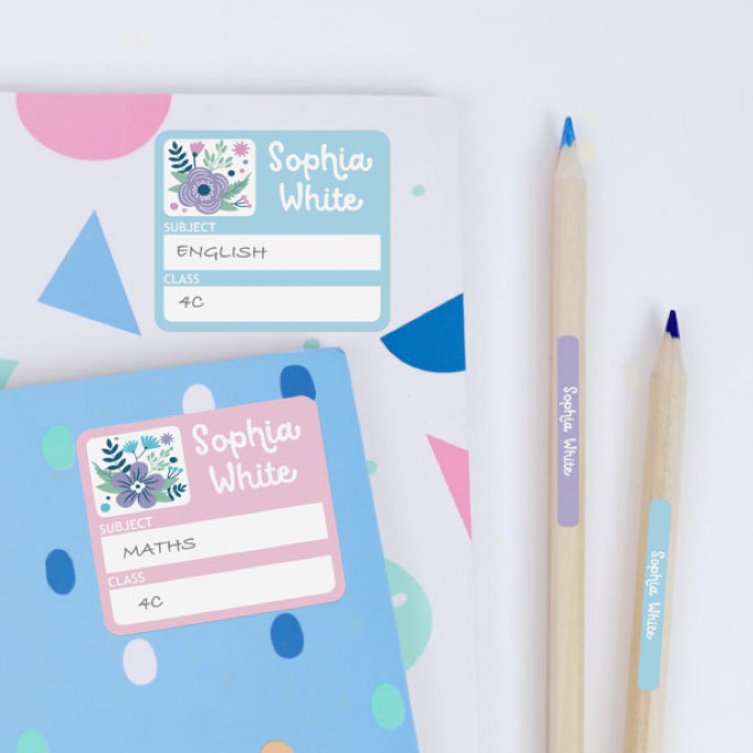 Sophia
White
SUBJECT
ENGLISH
CLASS
4C
Sophia
White
SUBJECT
MATHS
CLASS
4C
Sophia White
Sophia White